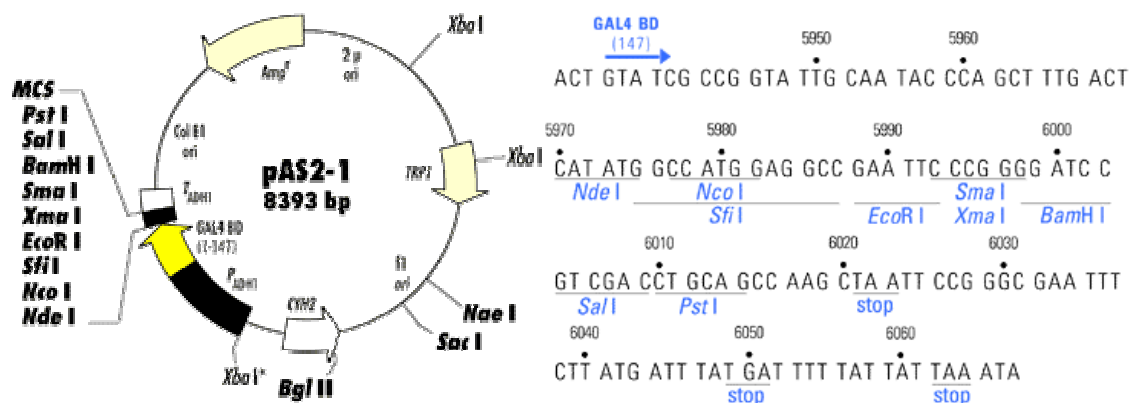 MCS
Pst I
Sal I
BamH I
Sma I
Xma I
EcoR I
Sfi I
Nco I
Nde I
Amp^r
2 μ
ori
Xba I
Col E1
ori
pAS2-1
8393 bp
TRP1
Xba I
T_ADH1
GAL4 BD
(1-147)
P_ADH1
f1
ori
CYH2
Nae I
Sac I
Xba I*
Bgl II
GAL4 BD
(147)
5950 5960
ACT GTA TCG CCG GTA TTG CAA TAC CCA GCT TTG ACT
5970 5980 5990 6000
CAT ATG GCC ATG GAG GCC GAA TTC CCG GGG ATC C
Nde I Nco I Sma I
Sfi I EcoR I Xma I BamH I
6010 6020 6030
GT CGA CCT GCA GCC AAG CTA ATT CCG GGC GAA TTT
Sal I Pst I stop
6040 6050 6060
CTT ATG ATT TAT GAT TTT TAT TAT TAA ATA
stop stop